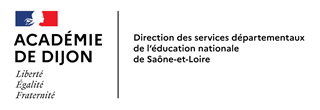 ACADÉMIE
DE DIJON
Liberté
Égalité
Fraternité
Direction des services départementaux
de l'éducation nationale
de Saône-et-Loire